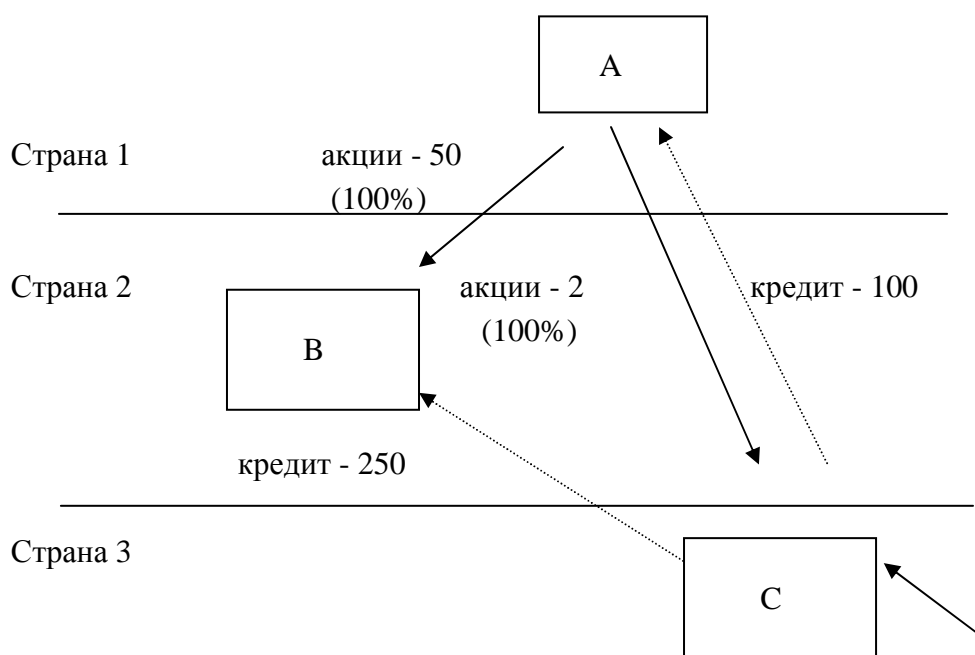 A
Страна 1
акции - 50
(100%)
Страна 2
акции - 2
(100%)
кредит - 100
B
кредит - 250
Страна 3
C